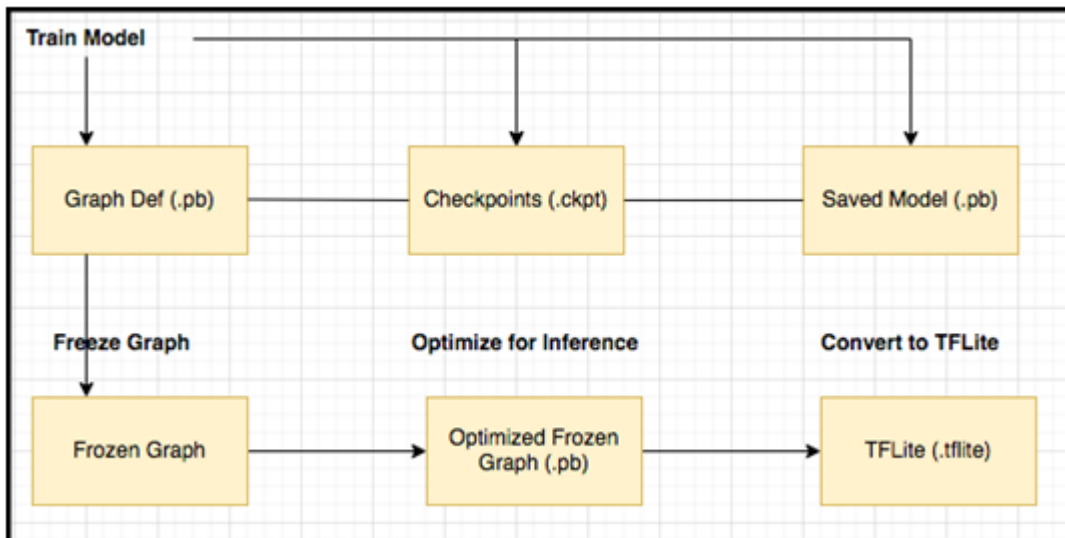 Train Model
Graph Def (.pb)
Checkpoints (.ckpt)
Saved Model (.pb)
Freeze Graph
Optimize for Inference
Convert to TFLite
Frozen Graph
Optimized Frozen
Graph (.pb)
TFLite (.tflite)